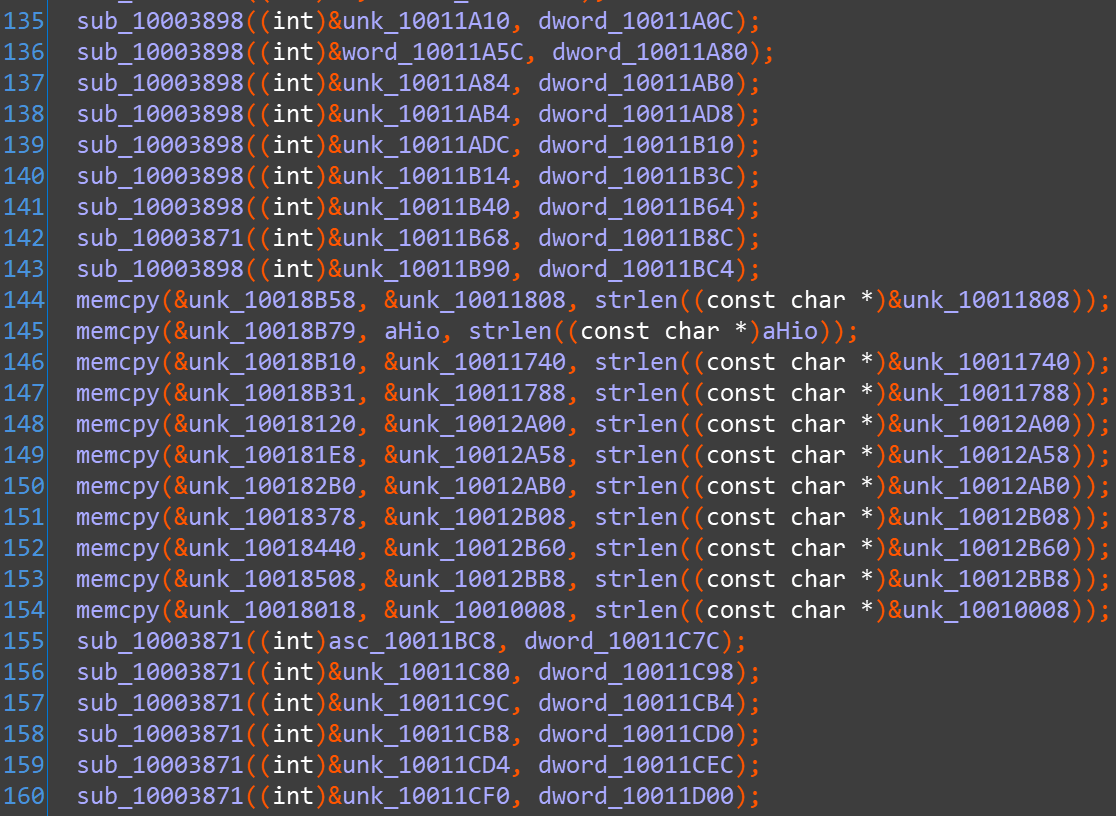 135 sub_10003898((int)&unk_10011A10, dword_10011A0C);
136 sub_10003898((int)&word_10011A5C, dword_10011A80);
137 sub_10003898((int)&unk_10011A84, dword_10011AB0);
138 sub_10003898((int)&unk_10011AB4, dword_10011AD8);
139 sub_10003898((int)&unk_10011ADC, dword_10011B10);
140 sub_10003898((int)&unk_10011B14, dword_10011B3C);
141 sub_10003898((int)&unk_10011B40, dword_10011B64);
142 sub_10003871((int)&unk_10011B68, dword_10011B8C);
143 sub_10003898((int)&unk_10011B90, dword_10011BC4);
144 memcpy(&unk_10018B58, &unk_10011808, strlen((const char *)&unk_10011808));
145 memcpy(&unk_10018B79, aHio, strlen((const char *)aHio));
146 memcpy(&unk_10018B10, &unk_10011740, strlen((const char *)&unk_10011740));
147 memcpy(&unk_10018B31, &unk_10011788, strlen((const char *)&unk_10011788));
148 memcpy(&unk_10018120, &unk_10012A00, strlen((const char *)&unk_10012A00));
149 memcpy(&unk_100181E8, &unk_10012A58, strlen((const char *)&unk_10012A58));
150 memcpy(&unk_100182B0, &unk_10012AB0, strlen((const char *)&unk_10012AB0));
151 memcpy(&unk_10018378, &unk_10012B08, strlen((const char *)&unk_10012B08));
152 memcpy(&unk_10018440, &unk_10012B60, strlen((const char *)&unk_10012B60));
153 memcpy(&unk_10018508, &unk_10012BB8, strlen((const char *)&unk_10012BB8));
154 memcpy(&unk_10018018, &unk_10010008, strlen((const char *)&unk_10010008));
155 sub_10003871((int)asc_10011BC8, dword_10011C7C);
156 sub_10003871((int)&unk_10011C80, dword_10011C98);
157 sub_10003871((int)&unk_10011C9C, dword_10011CB4);
158 sub_10003871((int)&unk_10011CB8, dword_10011CD0);
159 sub_10003871((int)&unk_10011CD4, dword_10011CEC);
160 sub_10003871((int)&unk_10011CF0, dword_10011D00);